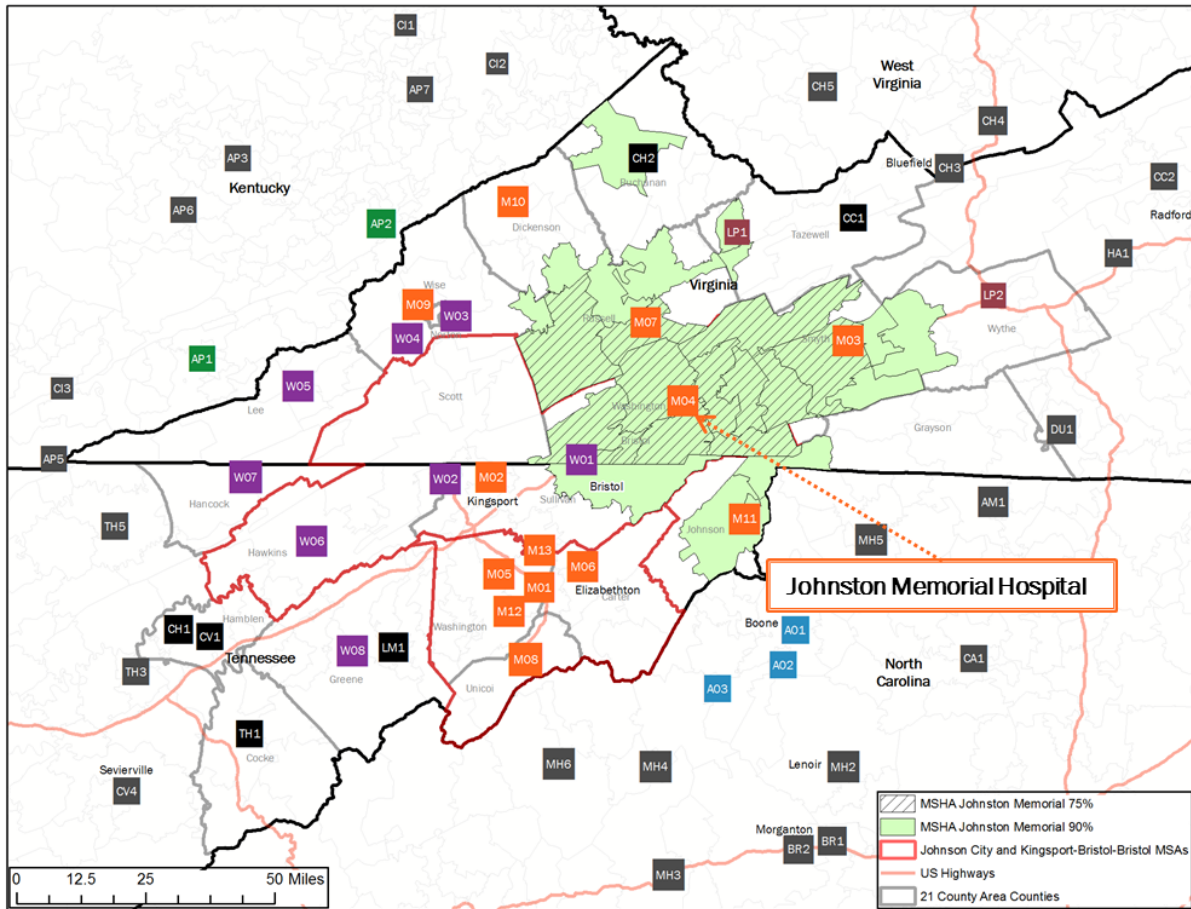 CI1
CI2
West
Virginia
AP7
CH5
CH4
AP3
CH2
Bluefield
CH3
Buchanan
Kentucky
CC2
AP6
M10
Radford
AP2
Dickenson
LP1
CC1
Tazewell
HA1
Wise
Virginia
LP2
M09
W03
Russell
M07
Wythe
W04
Smyth
M03
AP1
W05
Scott
CI3
Lee
Washington
M04
Grayson
DU1
Bristol
AP5
W01
W07
W02
M02
Bristol
Kingsport
Sullivan
AM1
Hancock
TH5
M11
Johnson
MH5
Hawkins
W06
M13
M05
M06
M01
Elizabethton
Johnston Memorial Hospital
Carter
M12
Hamblen
Washington
Boone
AO1
CH1
CV1
Tennessee
W08
LM1
M08
AO2
North
Carolina
CA1
TH3
Greene
Unicoi
AO3
TH1
Cocke
Sevierville
MH6
MH4
Lenoir
MH2
CV4
MSHA Johnston Memorial 75%
MSHA Johnston Memorial 90%
Morganton
BR1
BR2
Johnson City and Kingsport-Bristol-Bristol MSAs
MH3
US Highways
0 12.5 25 50 Miles
21 County Area Counties